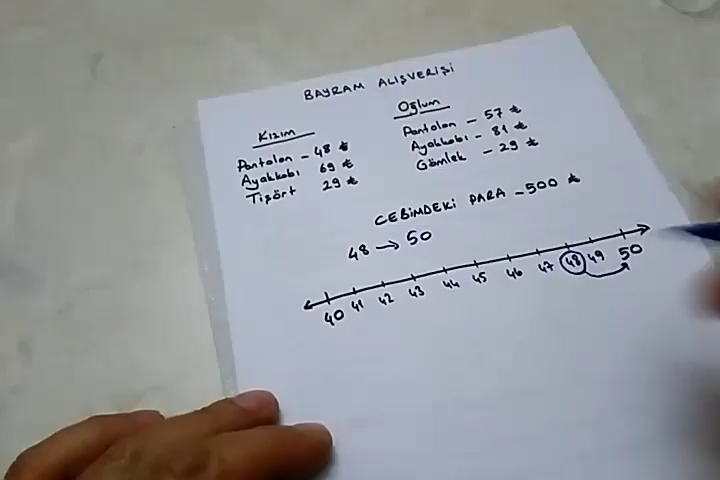 BAYRAM ALIŞVERİŞİ
Kızım
Pantolon - 48 ₺
Ayakkabı 69 ₺
Tişört 29 ₺
Oğlum
Pantolon - 57 ₺
Ayakkabı - 81 ₺
Gömlek - 29 ₺
CEBİMDEKİ PARA - 500 ₺
48 → 50
40 41 42 43 44 45 46 47 48 49 50